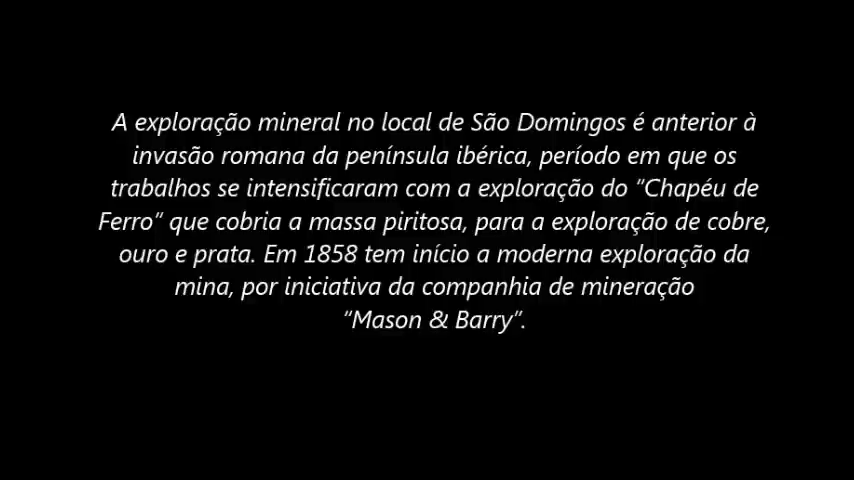 A exploração mineral no local de São Domingos é anterior à
invasão romana da península ibérica, período em que os
trabalhos se intensificaram com a exploração do “Chapéu de
Ferro“ que cobria a massa piritosa, para a exploração de cobre,
ouro e prata. Em 1858 tem início a moderna exploração da
mina, por iniciativa da companhia de mineração
“Mason & Barry”.